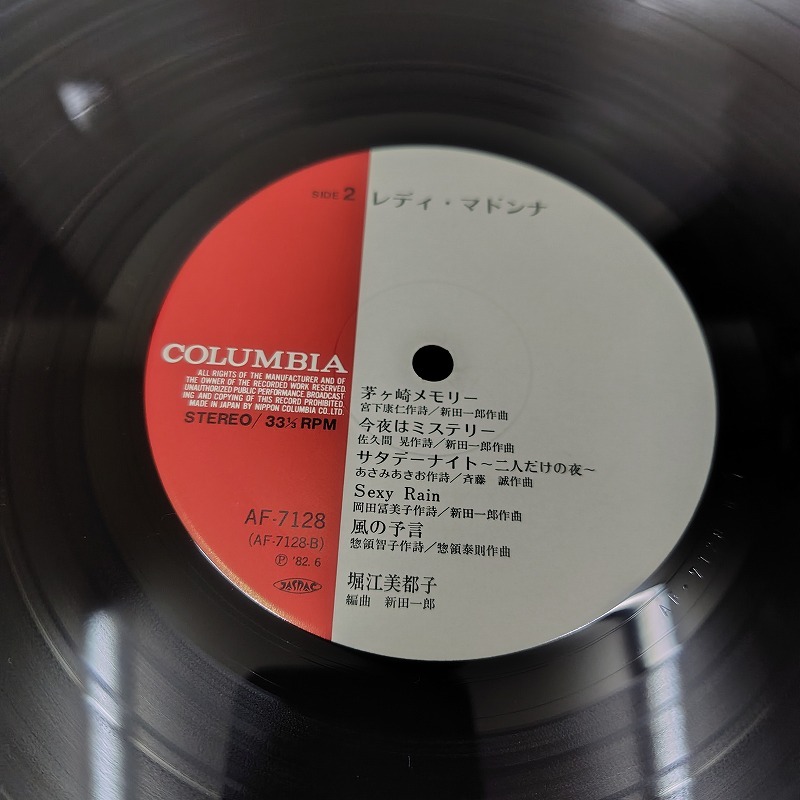 SIDE 2 レディ・マドンナ
COLUMBIA
ALL RIGHTS OF THE MANUFACTURER AND OF
THE OWNER OF THE RECORDED WORK RESERVED.
UNAUTHORIZED PUBLIC PERFORMANCE, BROADCAST-
ING AND COPYING OF THIS RECORD PROHIBITED.
MADE IN JAPAN BY NIPPON COLUMBIA CO. LTD.
STEREO/33⅓ RPM
AF-7128
(AF-7128-B)
Ⓟ '82.6
JASRAC
茅ヶ崎メモリー
宮下康仁作詩／新田一郎作曲
今夜はミステリー
佐久間 晃作詩／新田一郎作曲
サタデーナイト〜二人だけの夜〜
あさみあさお作詩／斉藤 誠作曲
Sexy Rain
岡田冨美子作詩／新田一郎作曲
風の予言
惣領智子作詩／惣領泰則作曲
堀江美都子
編曲 新田一郎